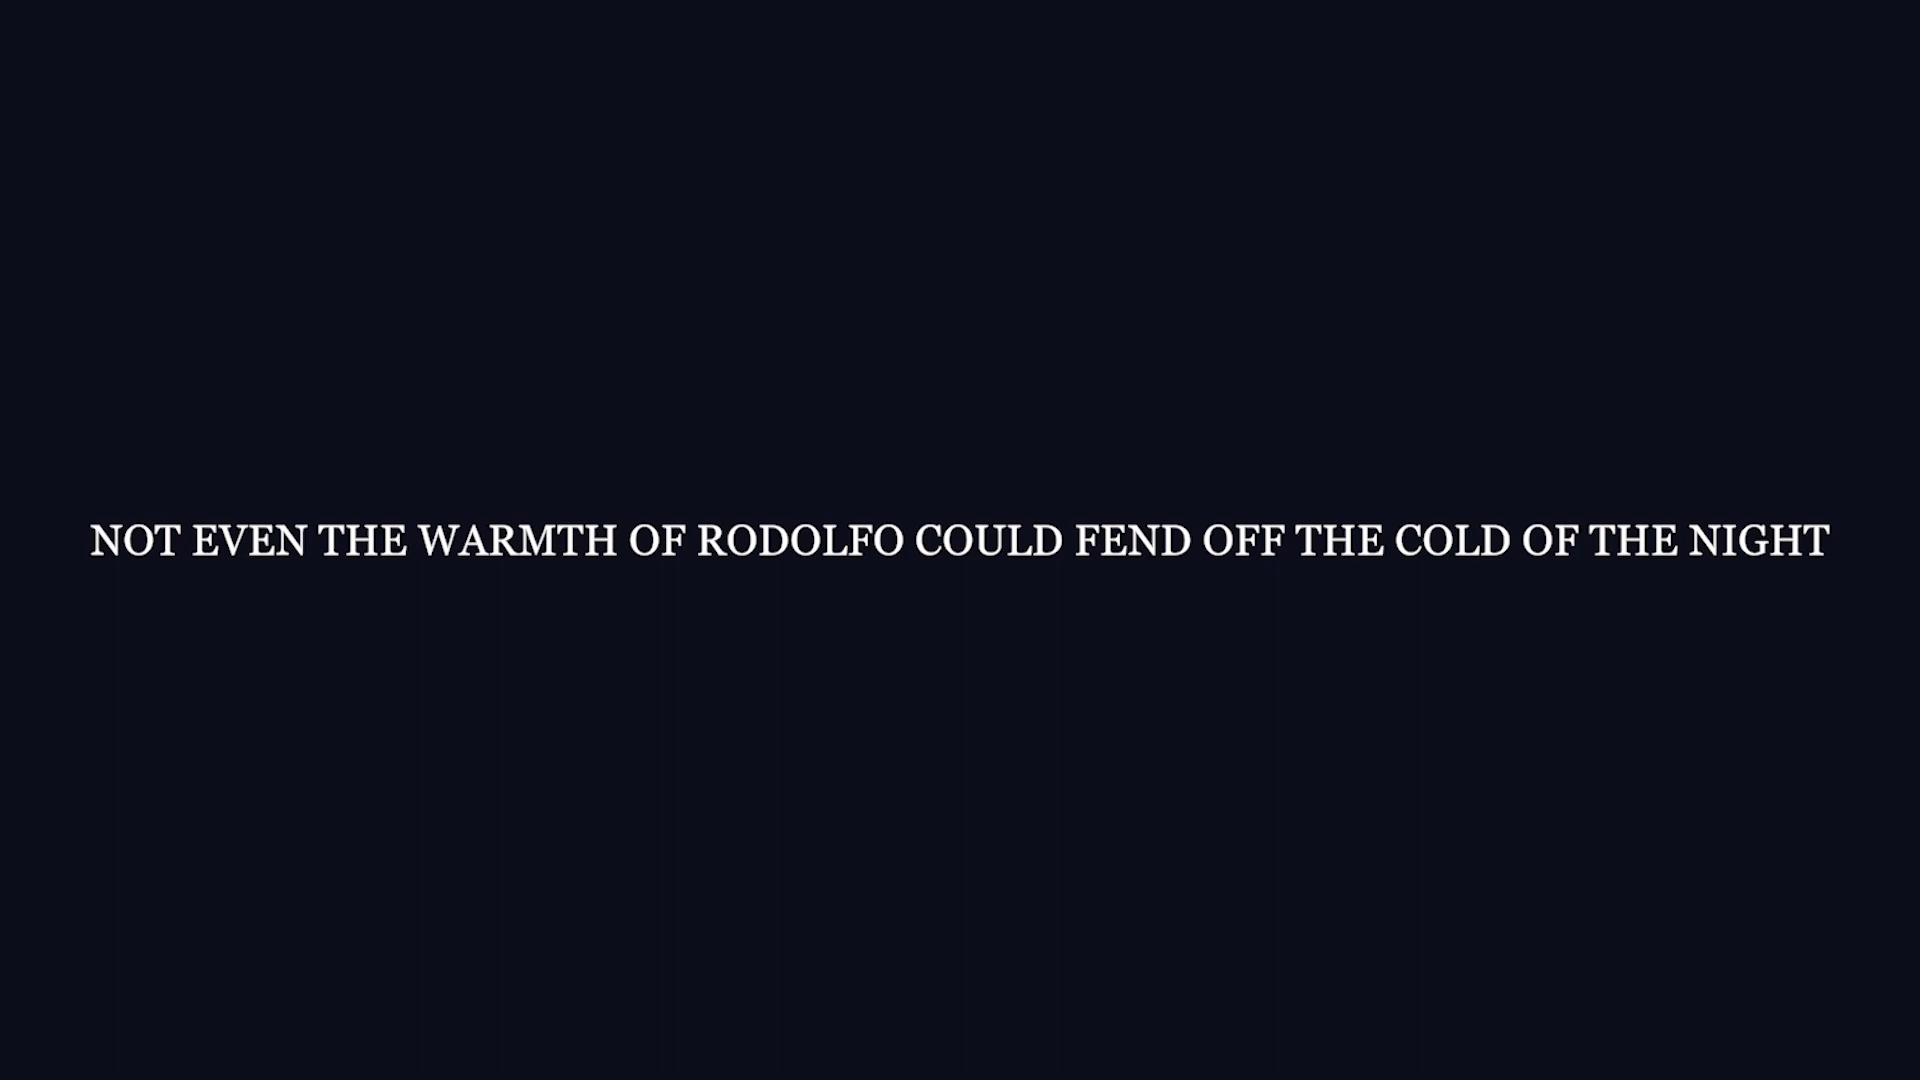 NOT EVEN THE WARMTH OF RODOLFO COULD FEND OFF THE COLD OF THE NIGHT